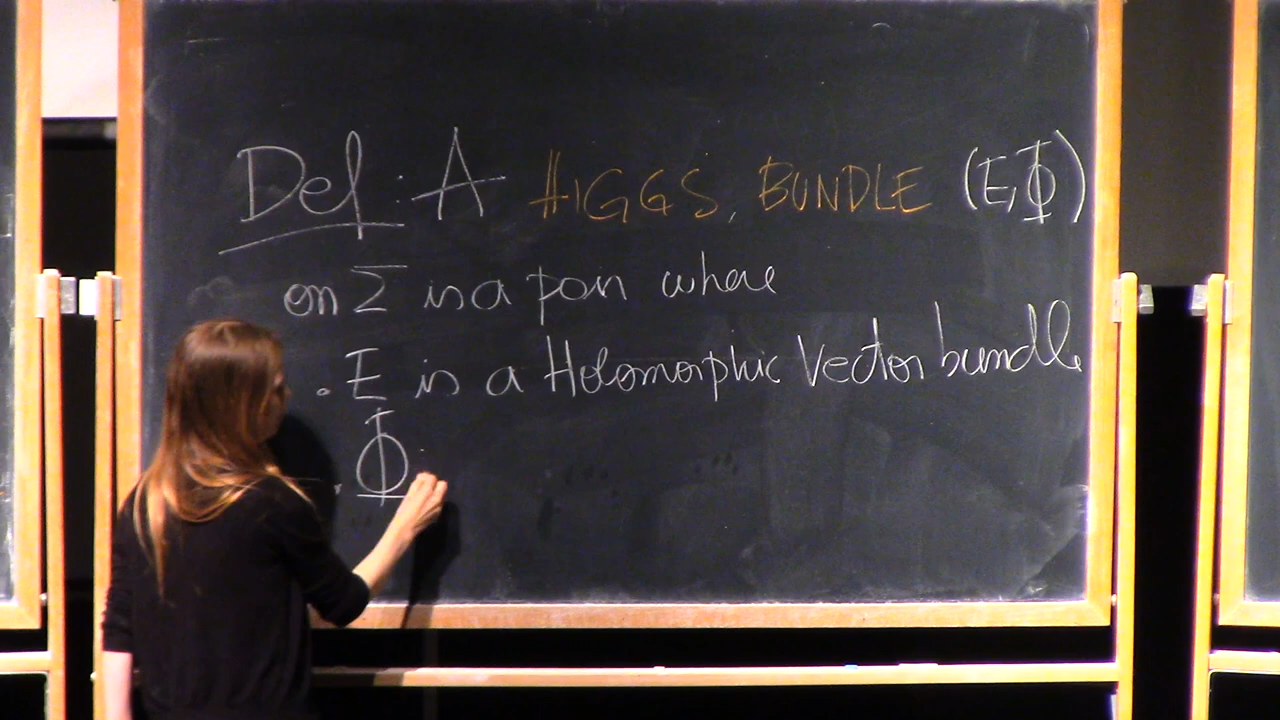 Def: A HIGGS BUNDLE (E,Φ)
on Σ is a pair where
. E is a Holomorphic Vector bundle
. Φ